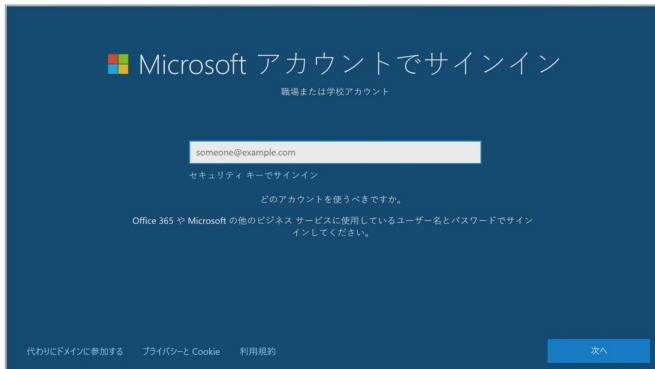 Microsoft アカウントでサインイン
職場または学校アカウント
someone@example.com
セキュリティ キーでサインイン
どのアカウントを使うべきですか。
Office 365 や Microsoft の他のビジネス サービスに使用しているユーザー名とパスワードでサイン
インしてください。
代わりにドメインに参加する プライバシーと Cookie 利用規約 次へ